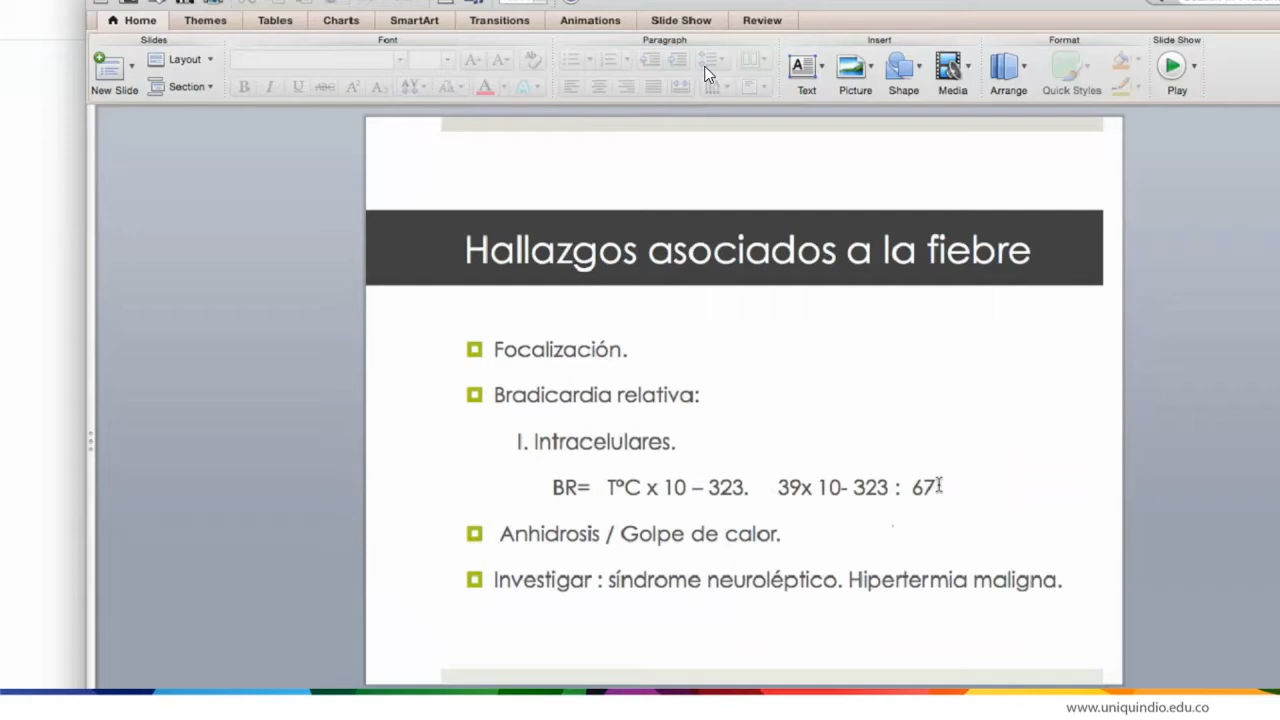 Home Themes Tables Charts SmartArt Transitions Animations Slide Show Review
Slides Font Paragraph Insert Format Slide Show
New Slide Layout Section Text Picture Shape Media Arrange Quick Styles Play
Hallazgos asociados a la fiebre
Focalización.
Bradicardia relativa:
I. Intracelulares.
BR= T°C x 10 – 323. 39x 10- 323 : 67
Anhidrosis / Golpe de calor.
Investigar : síndrome neuroléptico. Hipertermia maligna.
www.uniquindio.edu.co